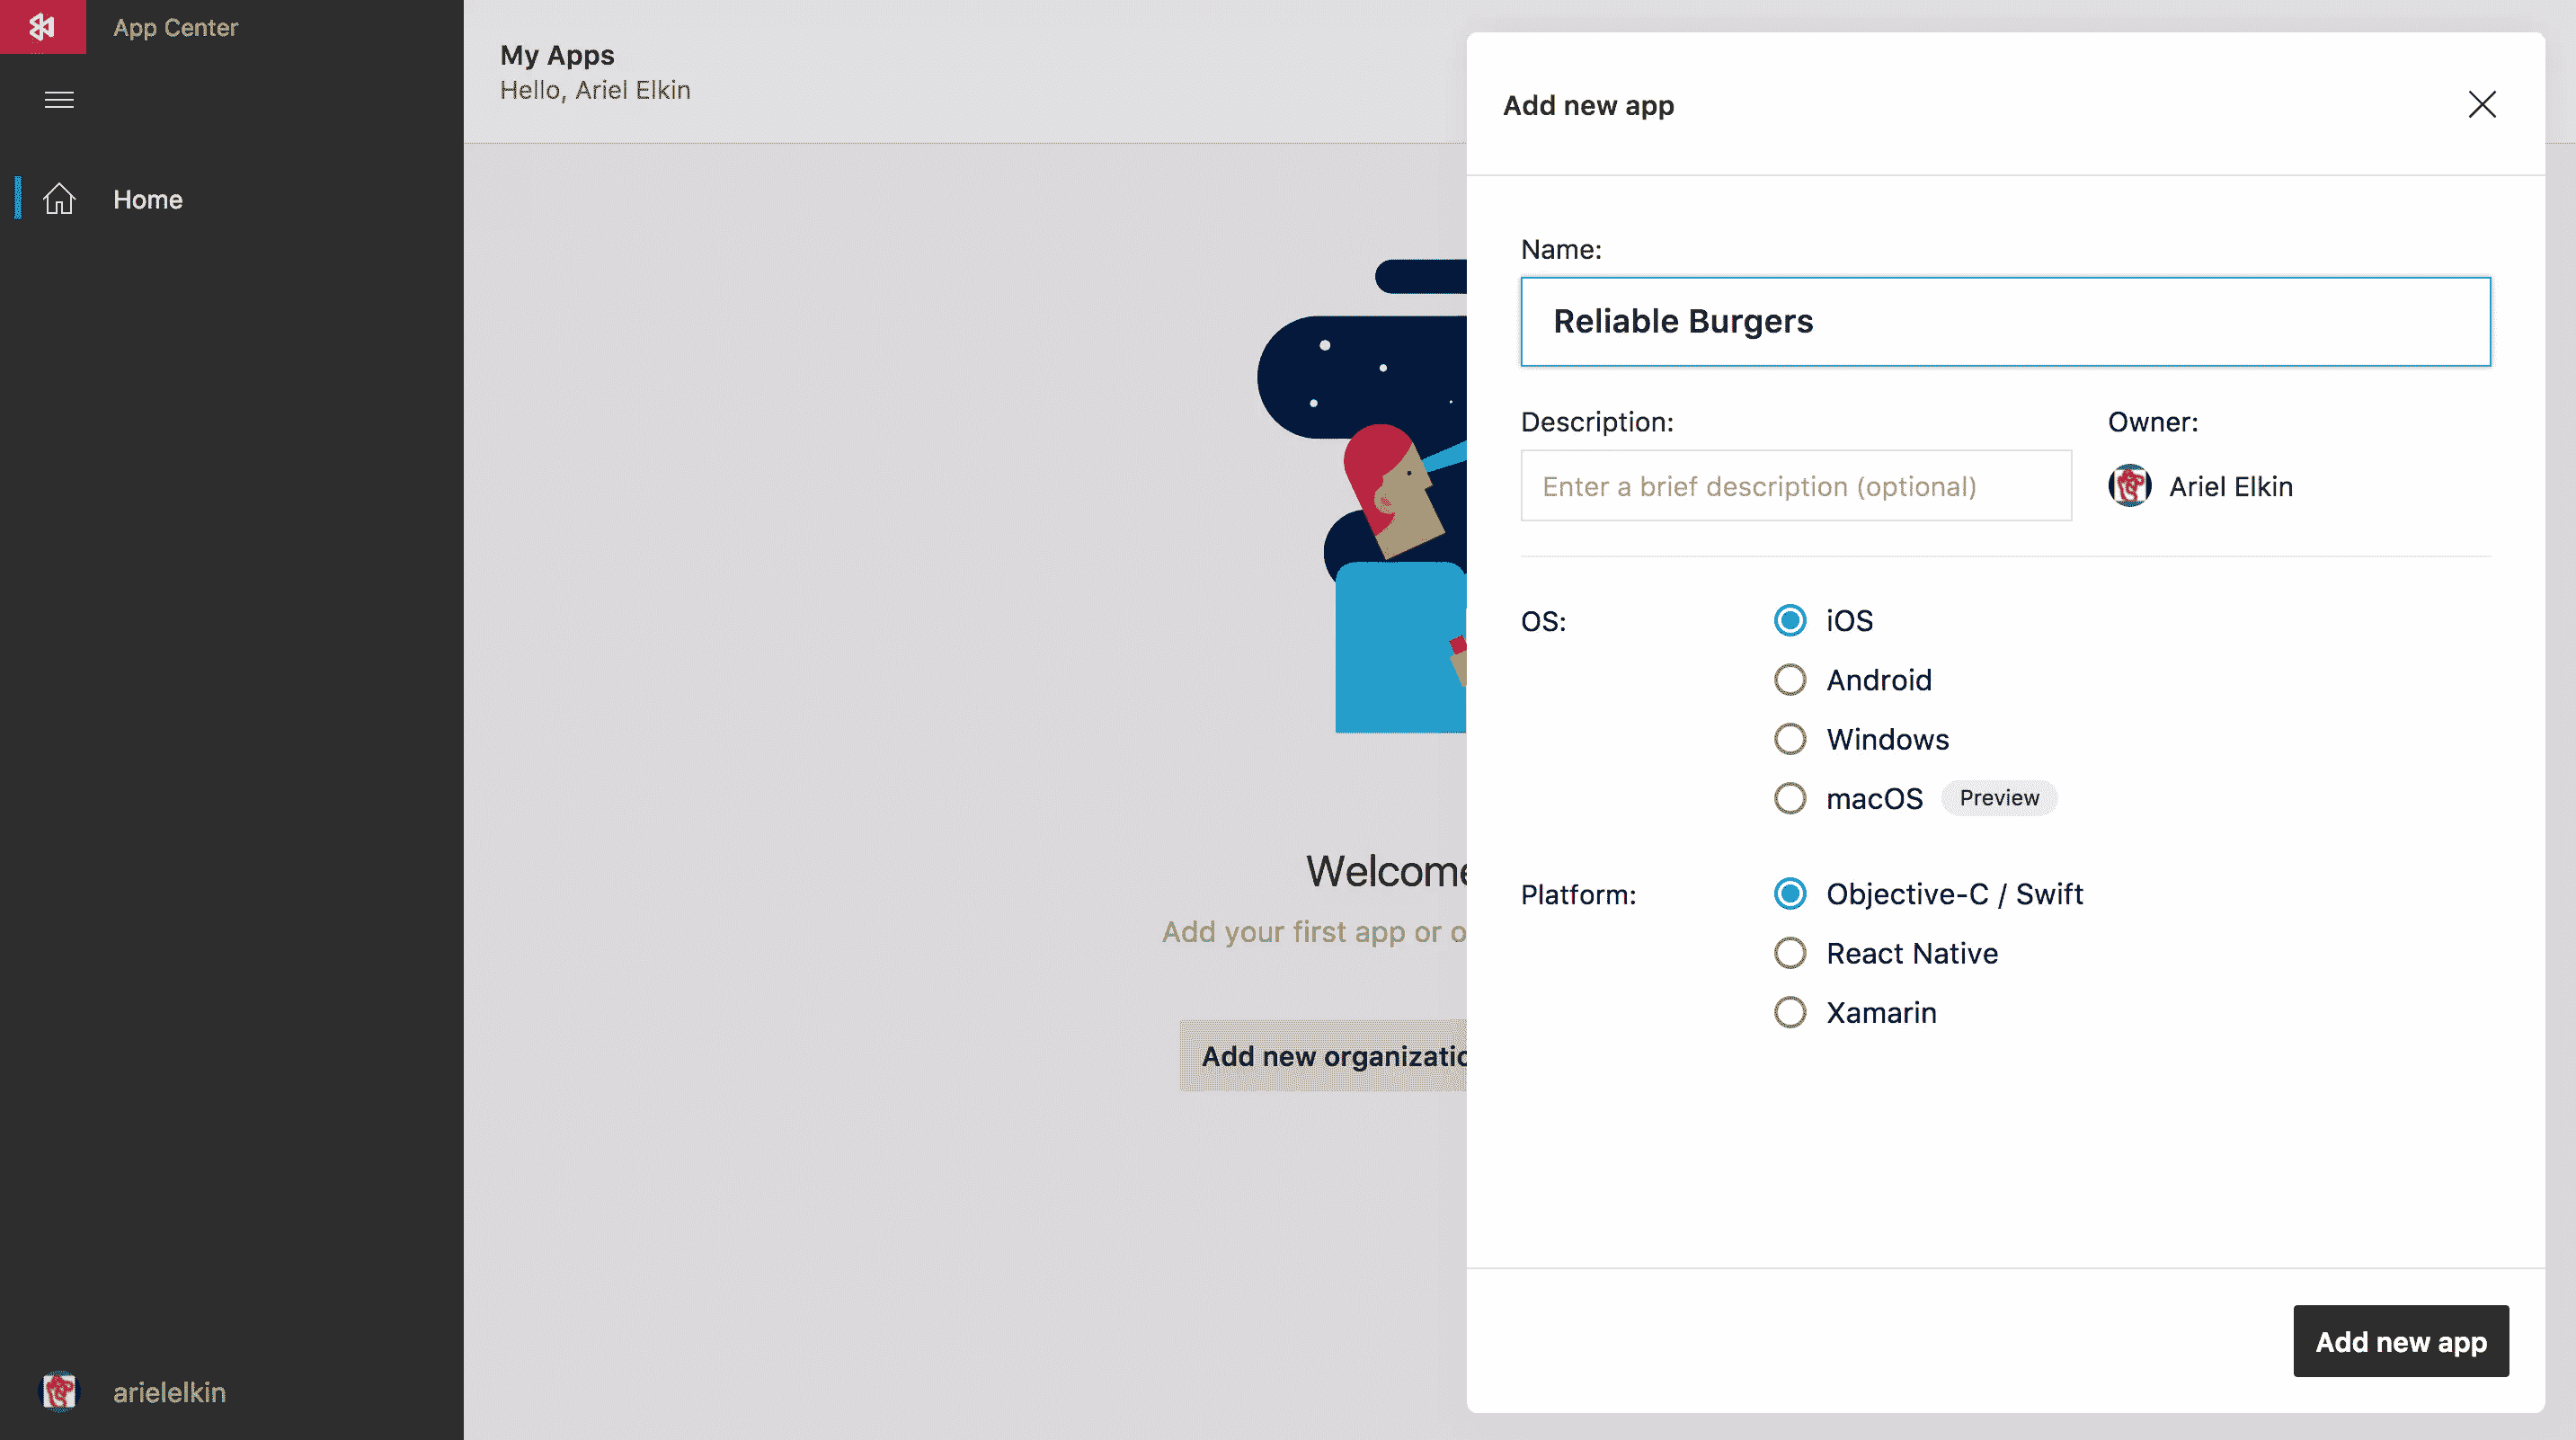 App Center
Home
arielelkin
My Apps
Hello, Ariel Elkin
Welcome
Add your first app or o
Add new organizatio
Add new app
Name:
Reliable Burgers
Description:
Owner:
Enter a brief description (optional)
Ariel Elkin
OS:
iOS
Android
Windows
macOS Preview
Platform:
Objective-C / Swift
React Native
Xamarin
Add new app